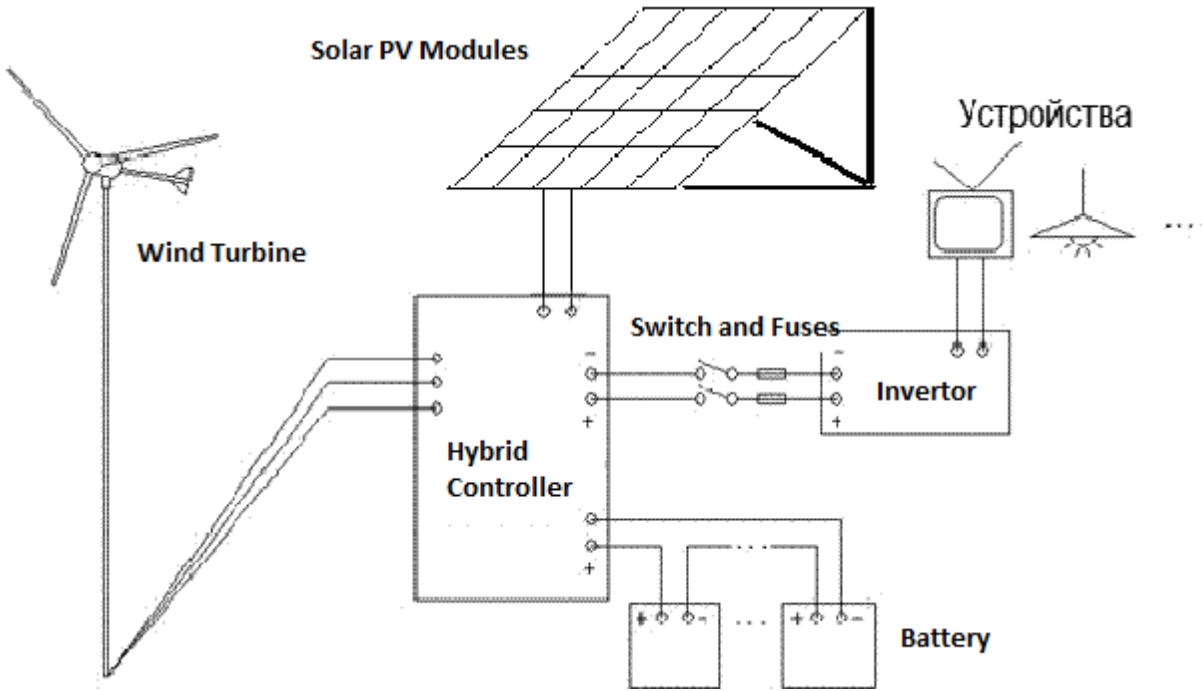 Solar PV Modules
Устройства
Wind Turbine
Switch and Fuses
Invertor
Hybrid
Controller
Battery